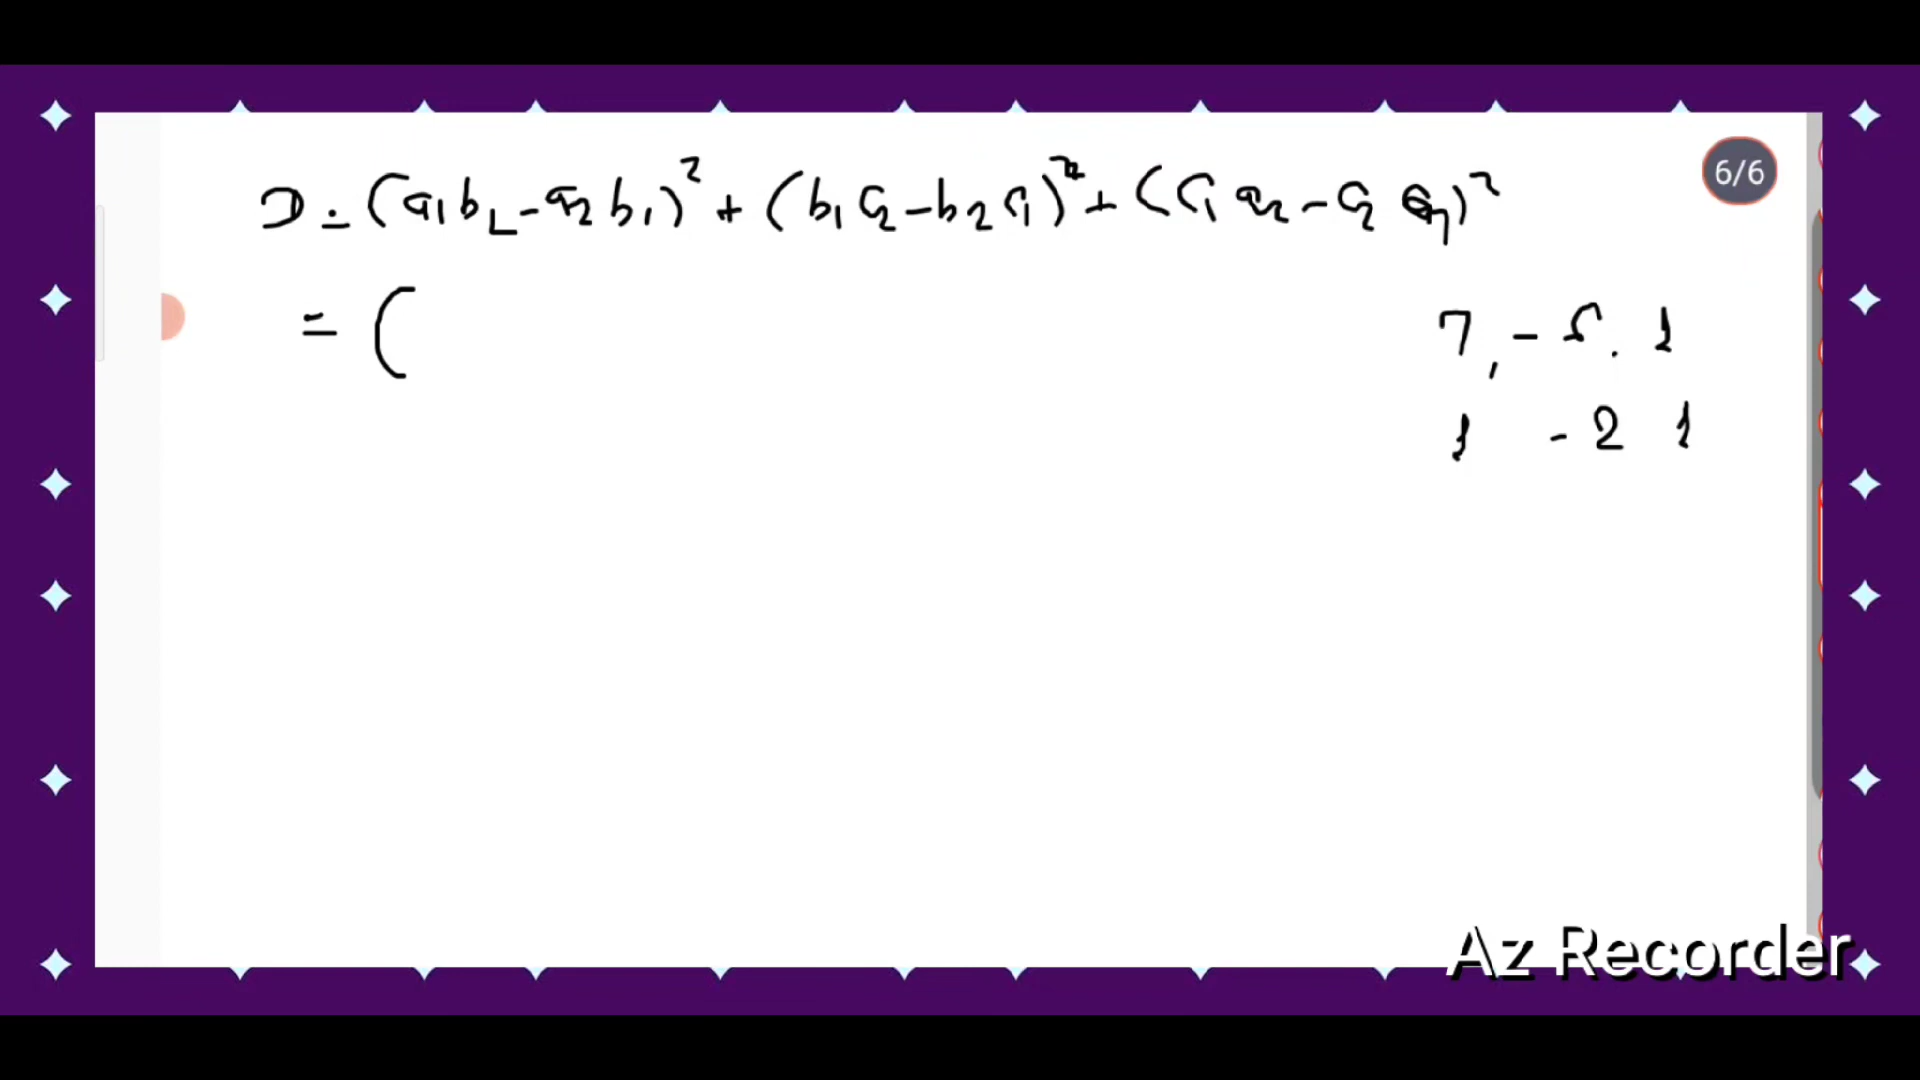 D = (a₁b₂ - a₂b₁)² + (b₁c₂ - b₂c₁)² + (c₁a₂ - c₂a₁)²
= (
7, -5. 1
1 -2 1
6/6
Az Recorder